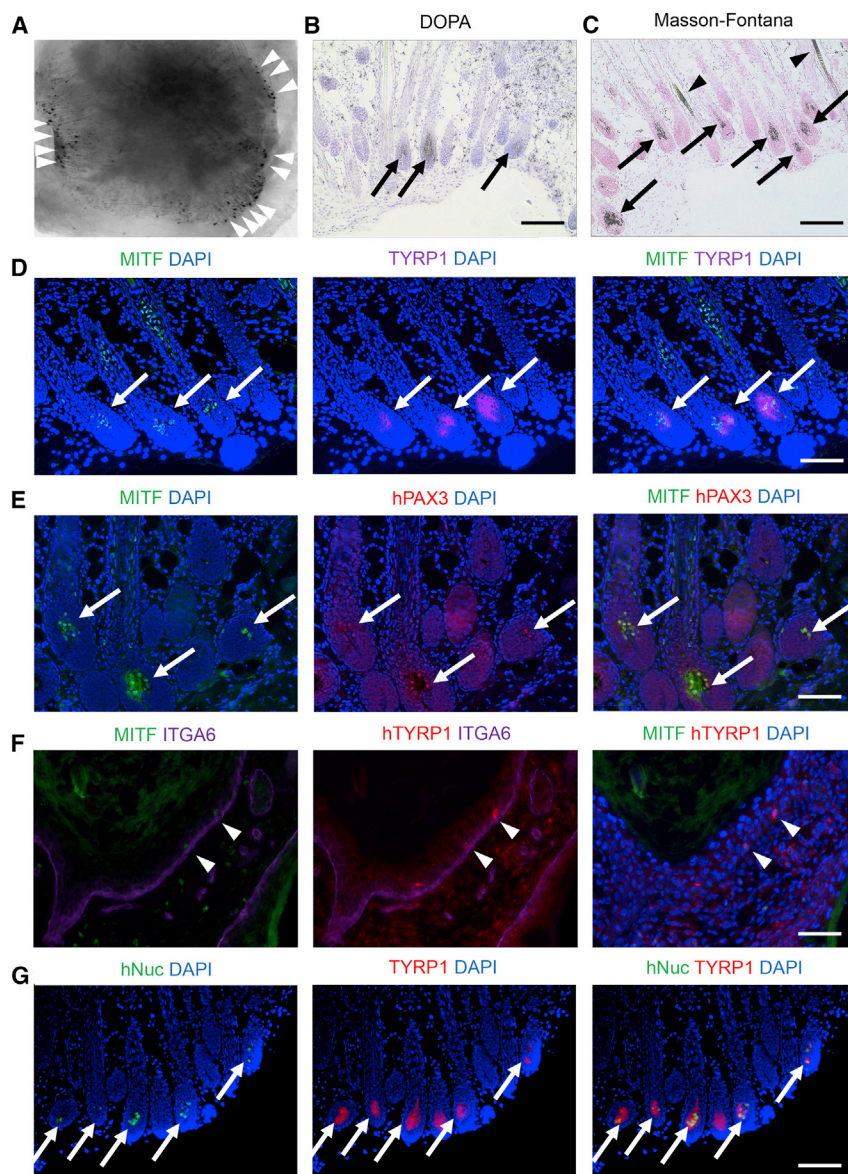 A
B
DOPA
C
Masson-Fontana
D
MITF DAPI
TYRP1 DAPI
MITF TYRP1 DAPI
E
MITF DAPI
hPAX3 DAPI
MITF hPAX3 DAPI
F
MITF ITGA6
hTYRP1 ITGA6
MITF hTYRP1 DAPI
G
hNuc DAPI
TYRP1 DAPI
hNuc TYRP1 DAPI